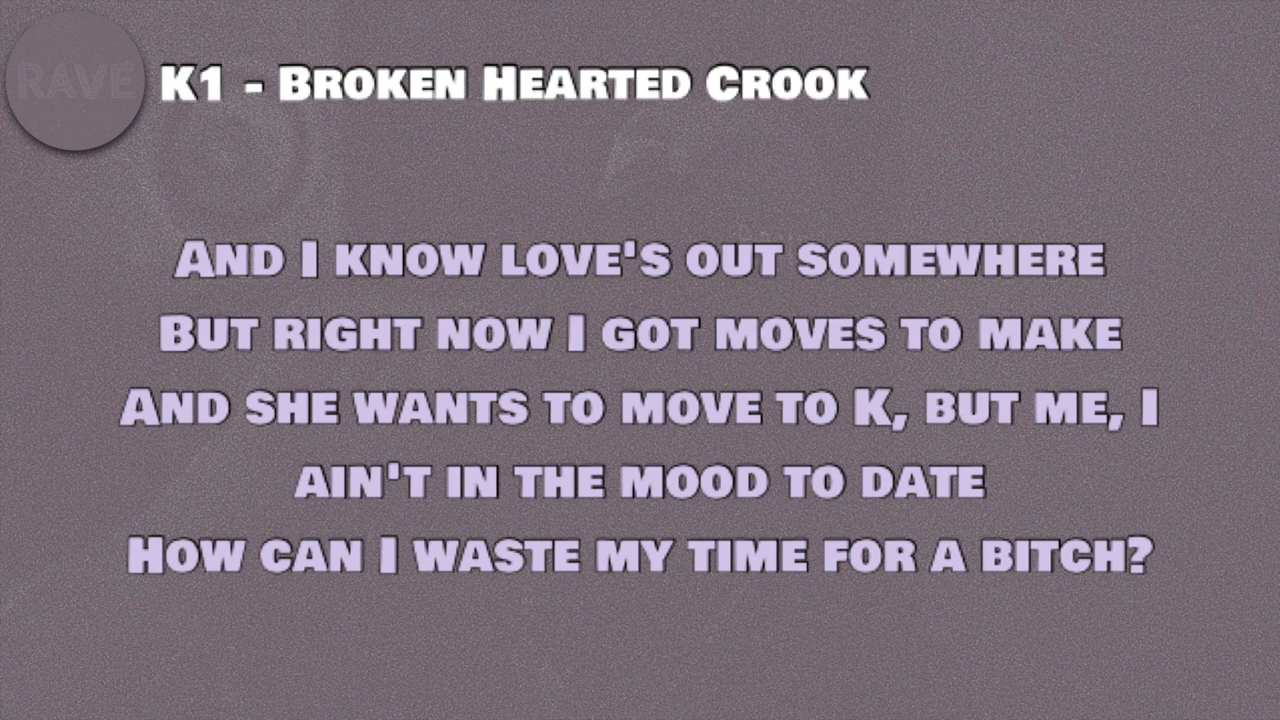 RAVE
K1 - Broken Hearted Crook
And I know love's out somewhere
But right now I got moves to make
And she wants to move to K, but me, I
ain't in the mood to date
How can I waste my time for a bitch?